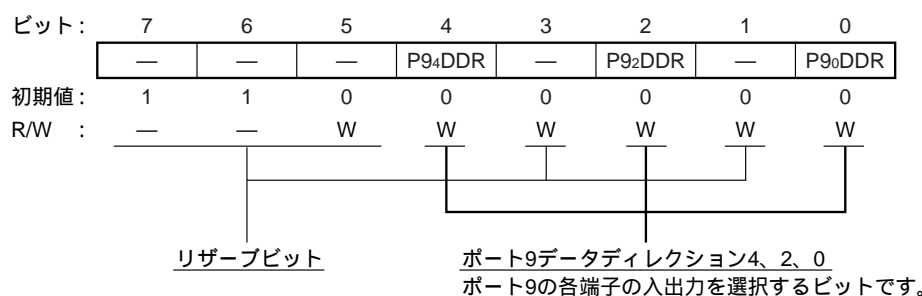 ビット: 7 6 5 4 3 2 1 0
— — — P94DDR — P92DDR — P90DDR
初期値: 1 1 0 0 0 0 0 0
R/W : — — W W W W W W
リザーブビット ポート9データディレクション4、2、0
ポート9の各端子の入出力を選択するビットです。